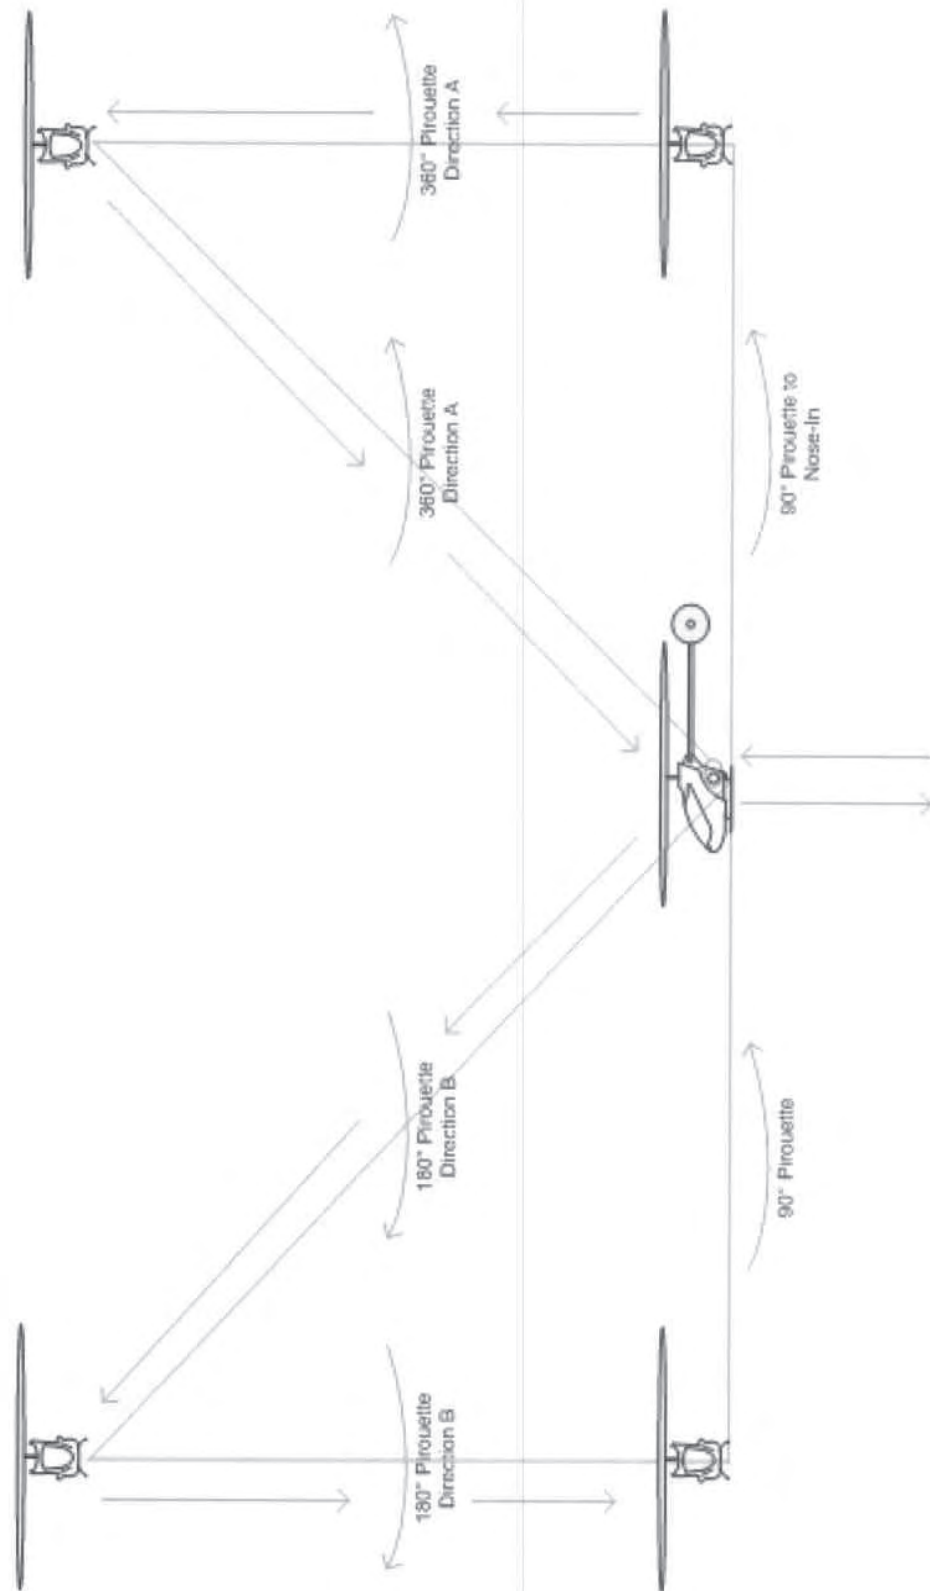 360° Pirouette
Direction A
360° Pirouette
Direction A
90° Pirouette to
Nose-In
180° Pirouette
Direction B
90° Pirouette
180° Pirouette
Direction B